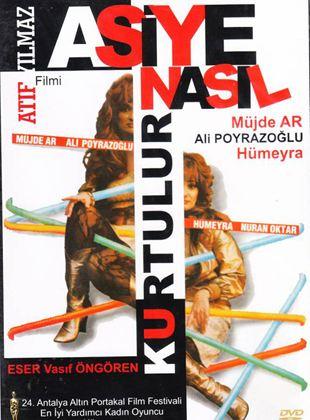 ATIF YILMAZ
Filmi
ASİYE
NASIL
KURTULUR
Müjde AR
Ali POYRAZOĞLU
Hümeyra
MÜJDE AR ALİ POYRAZOĞLU
HÜMEYRA NURAN OKTAR
ESER Vasıf ÖNGÖREN
24. Antalya Altın Portakal Film Festivali
En İyi Yardımcı Kadın Oyuncu
DVD